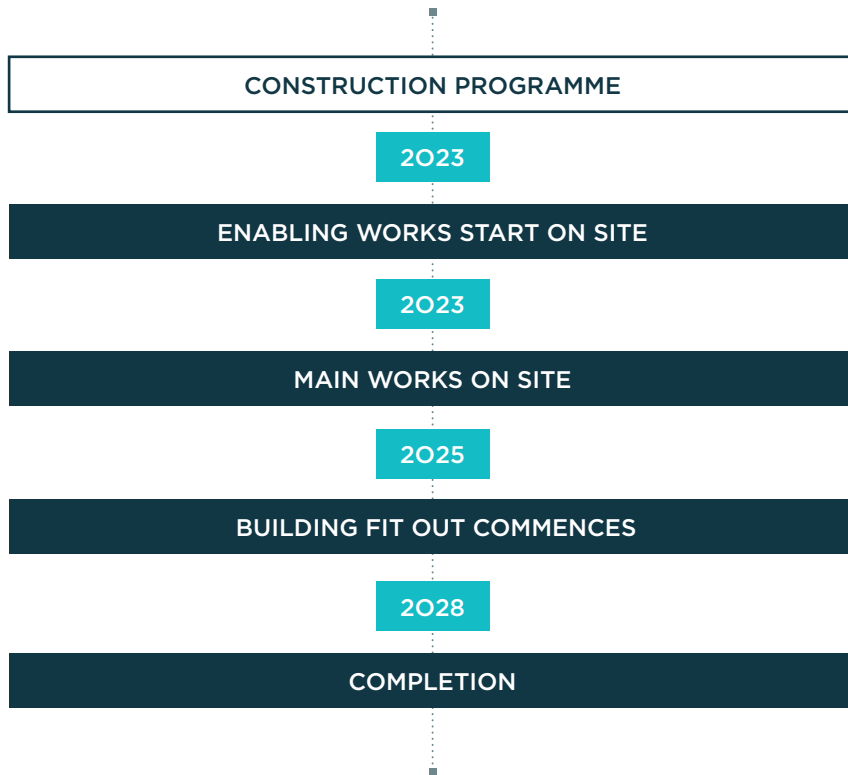 CONSTRUCTION PROGRAMME
2023
ENABLING WORKS START ON SITE
2023
MAIN WORKS ON SITE
2025
BUILDING FIT OUT COMMENCES
2028
COMPLETION